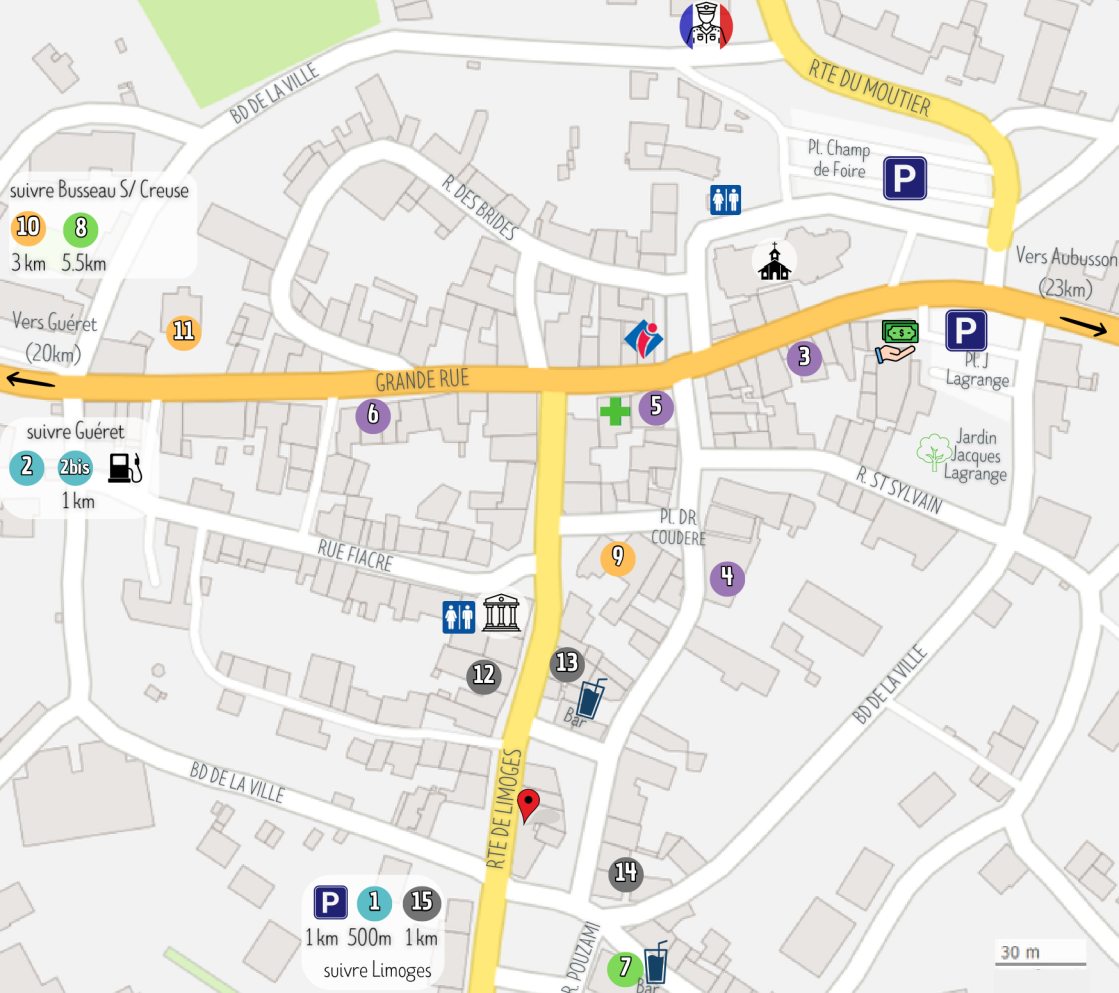 BD DE LA VILLE
RTE DU MOUTIER
Pl. Champ
de Foire
P
suivre Busseau S/ Creuse
10
8
3 km
5.5km
R. DES BRIDES
Vers Aubusson
(23km)
Vers Guéret
(20km)
11
P
Pl. J
Lagrange
3
GRANDE RUE
6
5
suivre Guéret
2
2bis
1 km
Jardin
Jacques
Lagrange
R. ST SYLVAIN
Pl. DR
COUDERE
RUE FIACRE
9
4
12
13
Bar
BD DE LA VILLE
BD DE LA VILLE
RTE DE LIMOGES
14
P
1
15
1 km
500m
1 km
suivre Limoges
R. POUZAMI
7
Bar
30 m